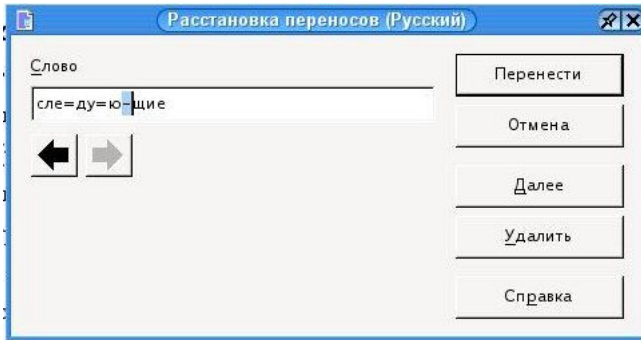 Расстановка переносов (Русский)
Слово
сле=ду=ю-щие
Перенести
Отмена
Далее
Удалить
Справка